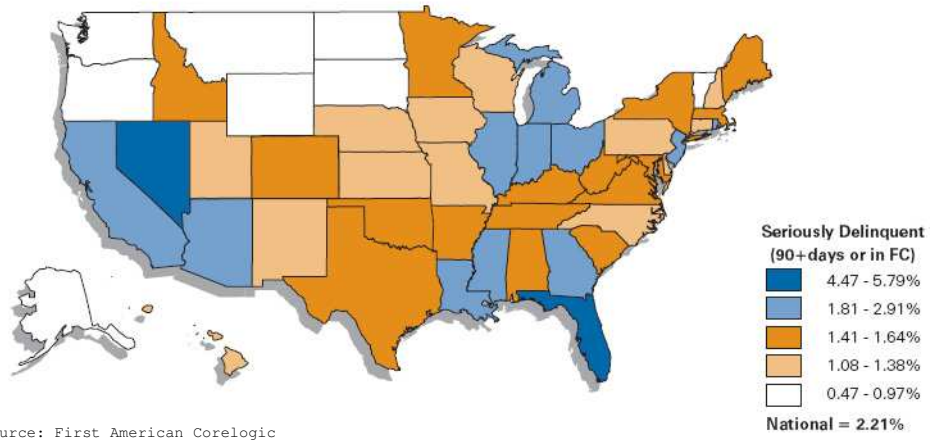 Seriously Delinquent
(90+days or in FC)
4.47 - 5.79%
1.81 - 2.91%
1.41 - 1.64%
1.08 - 1.38%
0.47 - 0.97%
National = 2.21%
urce: First American Corelogic